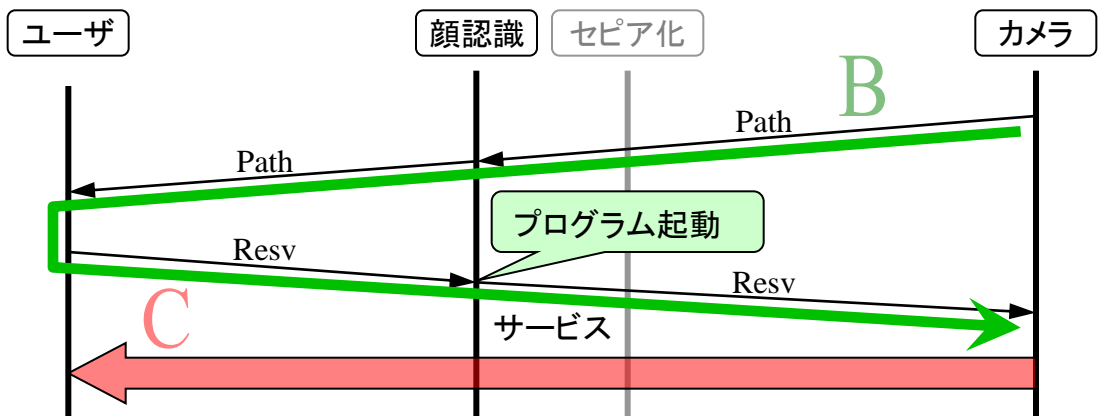 ユーザ
顔認識
セピア化
カメラ
B
Path
Path
プログラム起動
Resv
Resv
C
サービス